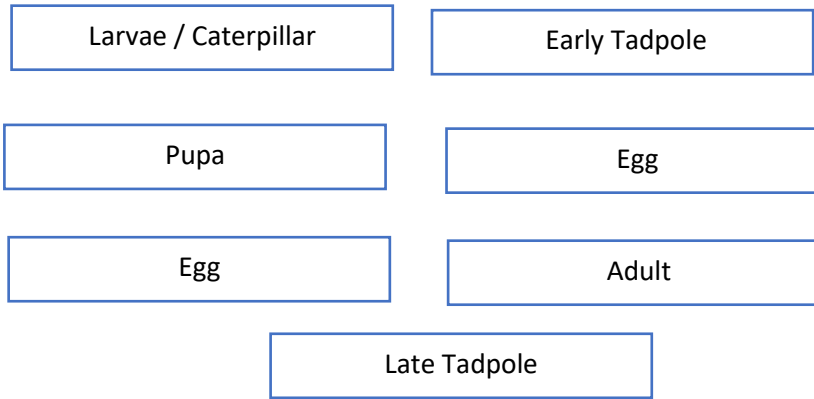 Larvae / Caterpillar
Early Tadpole
Pupa
Egg
Egg
Adult
Late Tadpole